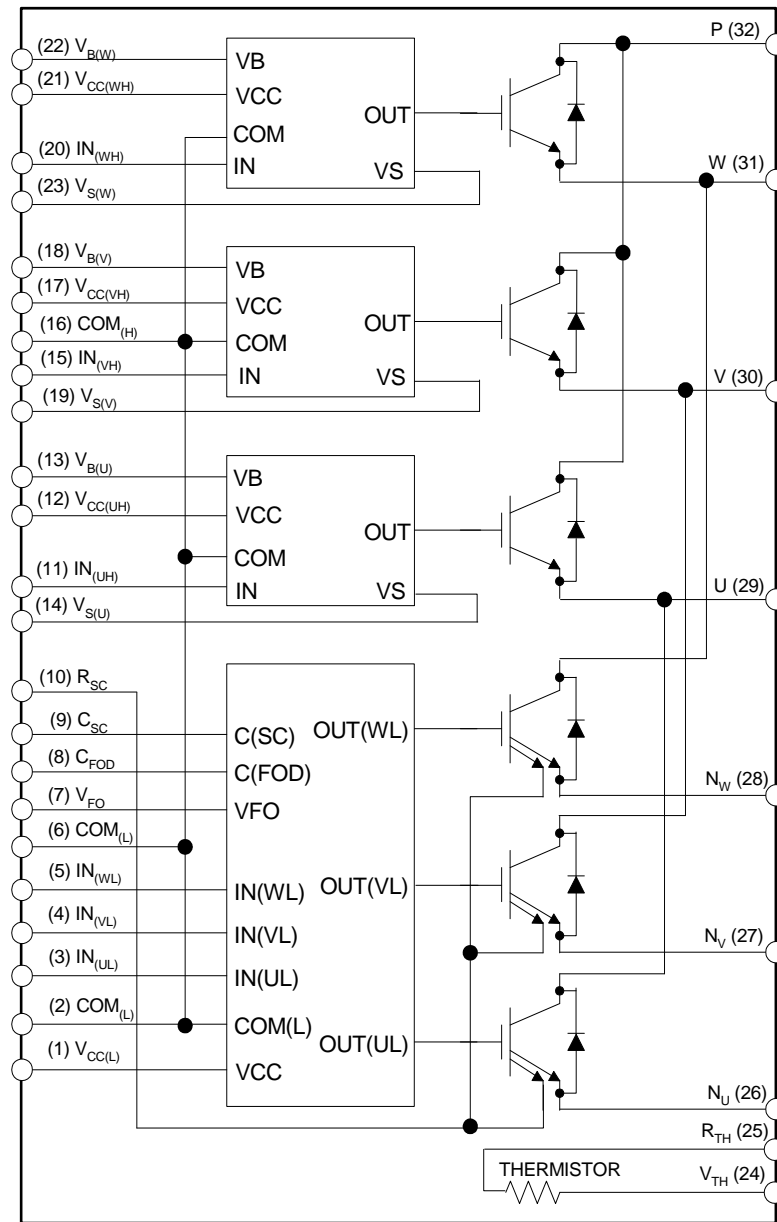 (22) VB(W)
(21) VCC(WH)
(20) IN(WH)
(23) VS(W)
VB
VCC
COM
IN
OUT
VS
P (32)
W (31)
(18) VB(V)
(17) VCC(VH)
(16) COM(H)
(15) IN(VH)
(19) VS(V)
VB
VCC
COM
IN
OUT
VS
V (30)
(13) VB(U)
(12) VCC(UH)
(11) IN(UH)
(14) VS(U)
VB
VCC
COM
IN
OUT
VS
U (29)
(10) RSC
(9) CSC
(8) CFOD
(7) VFO
(6) COM(L)
(5) IN(WL)
(4) IN(VL)
(3) IN(UL)
(2) COM(L)
(1) VCC(L)
C(SC)
C(FOD)
VFO
IN(WL)
IN(VL)
IN(UL)
COM(L)
VCC
OUT(WL)
OUT(VL)
OUT(UL)
NW (28)
NV (27)
NU (26)
RTH (25)
THERMISTOR
VTH (24)